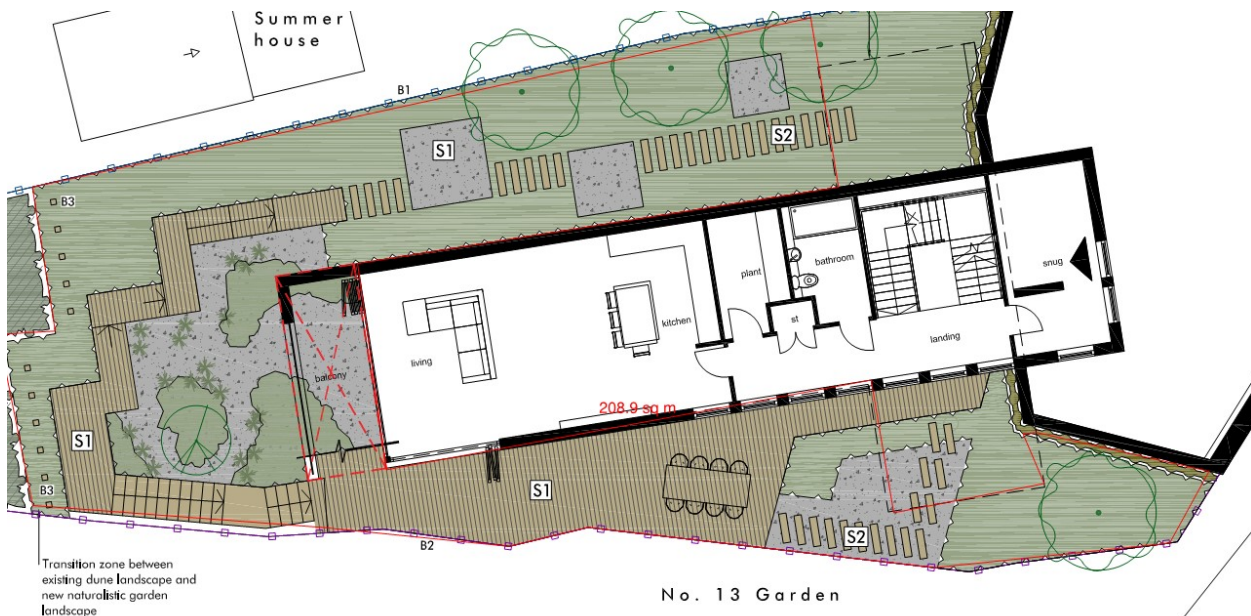 Summer
house
B1
S1
S2
B3
bathroom
plant
snug
st
kitchen
landing
living
balcony
208.9 sq m
S1
S1
B3
S2
B2
Transition zone between
existing dune landscape and
new naturalistic garden
landscape
No. 13 Garden